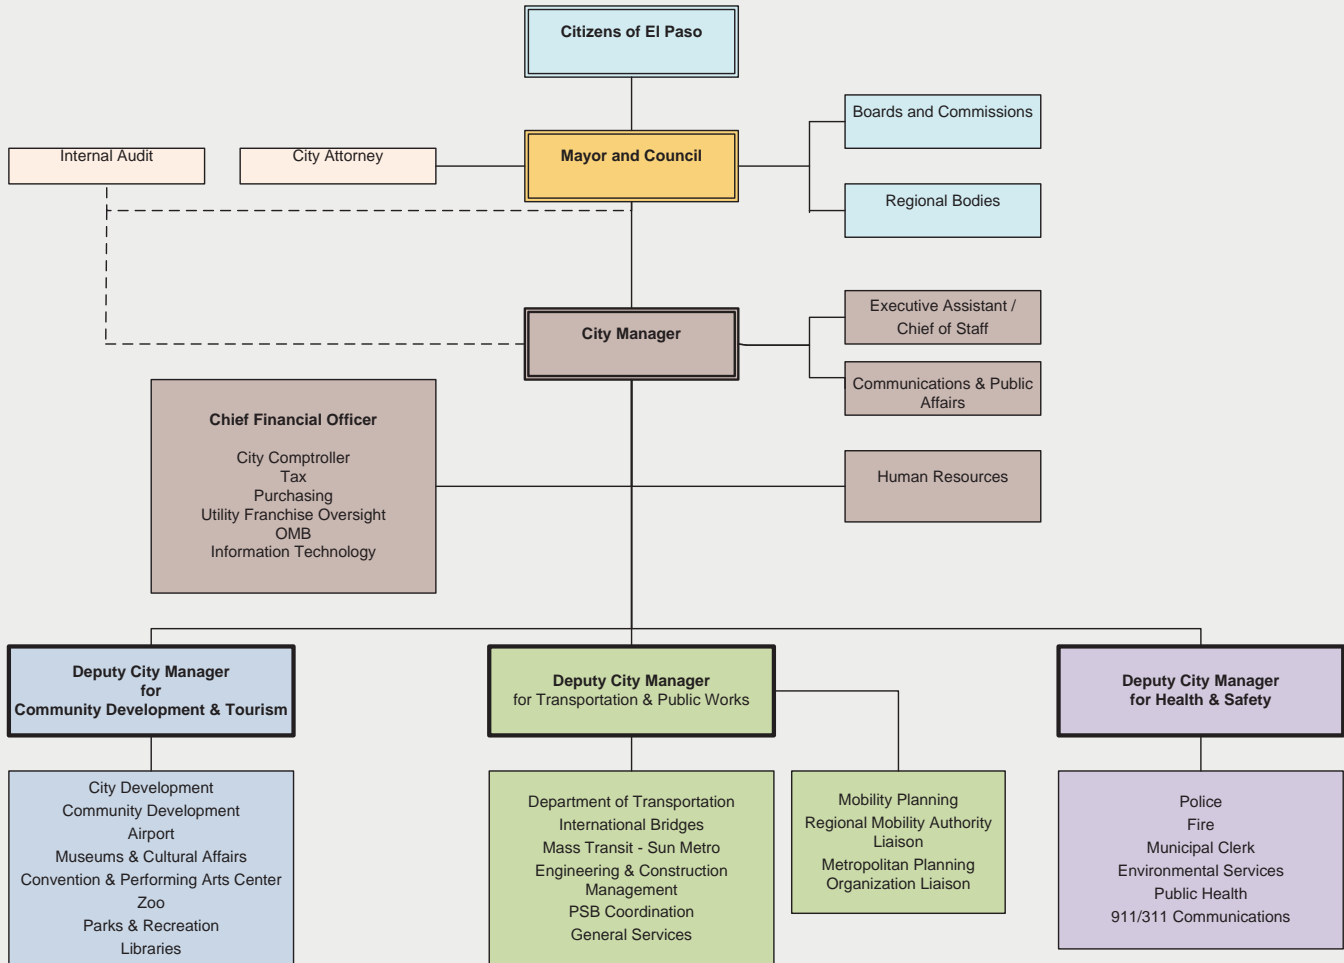 Citizens of El Paso
Boards and Commissions
Internal Audit
City Attorney
Mayor and Council
Regional Bodies
Executive Assistant /
Chief of Staff
City Manager
Communications & Public
Affairs
Chief Financial Officer
City Comptroller
Tax
Purchasing
Utility Franchise Oversight
OMB
Information Technology
Human Resources
Deputy City Manager
for
Community Development & Tourism
Deputy City Manager
for Transportation & Public Works
Deputy City Manager
for Health & Safety
City Development
Community Development
Airport
Museums & Cultural Affairs
Convention & Performing Arts Center
Zoo
Parks & Recreation
Libraries
Department of Transportation
International Bridges
Mass Transit - Sun Metro
Engineering & Construction
Management
PSB Coordination
General Services
Mobility Planning
Regional Mobility Authority
Liaison
Metropolitan Planning
Organization Liaison
Police
Fire
Municipal Clerk
Environmental Services
Public Health
911/311 Communications